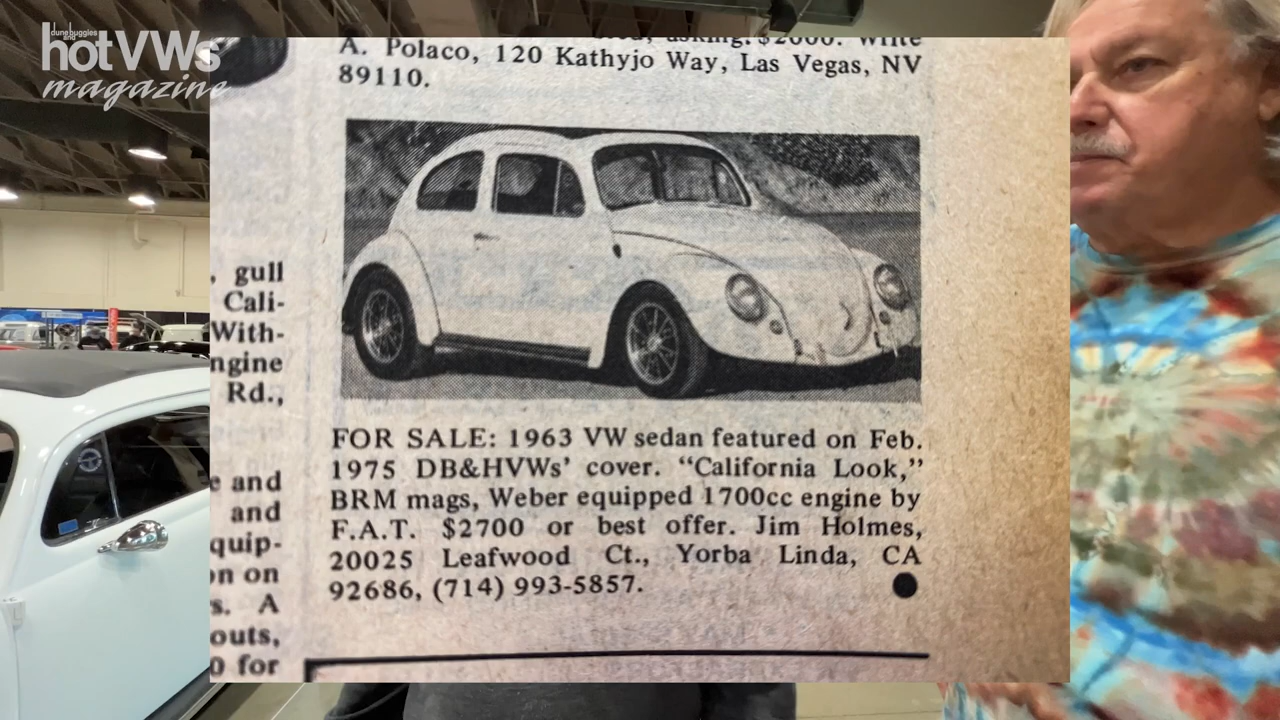 dune buggies and
hotVWs
magazine
asking: $2000. Write
A. Polaco, 120 Kathyjo Way, Las Vegas, NV
89110.
, gull
Cali-
With-
ngine
Rd.,
e and
and
quip-
on on
s. A
outs,
0 for
FOR SALE: 1963 VW sedan featured on Feb.
1975 DB&HVWs' cover. “California Look,”
BRM mags, Weber equipped 1700cc engine by
F.A.T. $2700 or best offer. Jim Holmes,
20025 Leafwood Ct., Yorba Linda, CA
92686, (714) 993-5857.